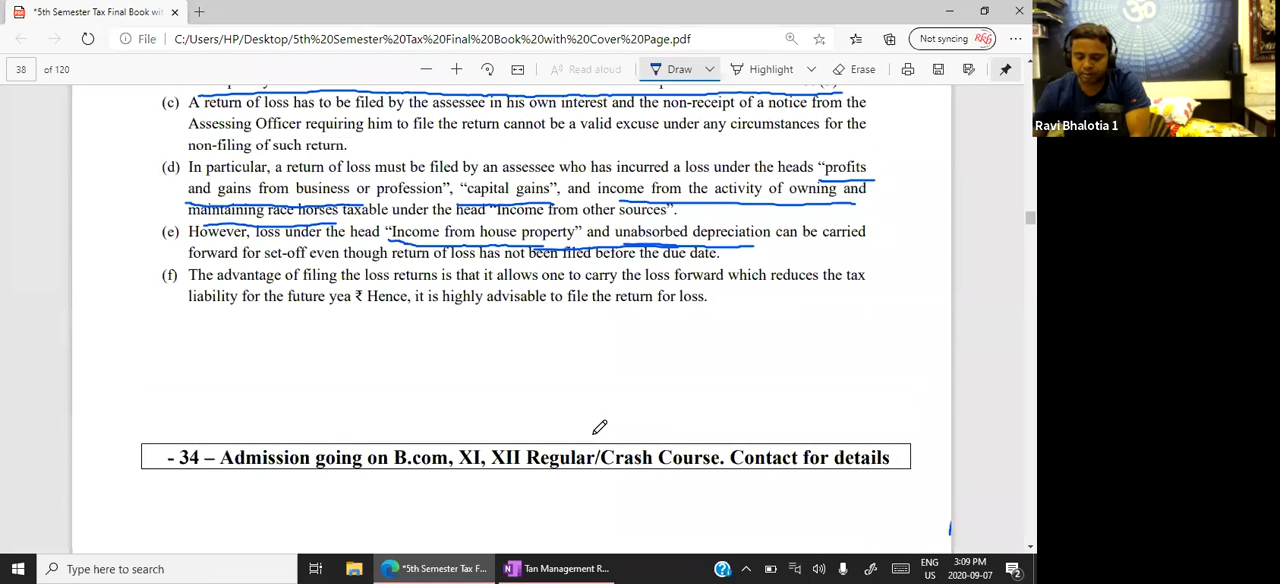 *5th Semester Tax Final Book wit
File C:/Users/HP/Desktop/5th%20Semester%20Tax%20Final%20Book%20with%20Cover%20Page.pdf
Not syncing
38 of 120
Read aloud Draw Highlight Erase
(c) A return of loss has to be filed by the assessee in his own interest and the non-receipt of a notice from the
Assessing Officer requiring him to file the return cannot be a valid excuse under any circumstances for the
non-filing of such return.
(d) In particular, a return of loss must be filed by an assessee who has incurred a loss under the heads “profits
and gains from business or profession”, “capital gains”, and income from the activity of owning and
maintaining race horses taxable under the head “Income from other sources”.
(e) However, loss under the head “Income from house property” and unabsorbed depreciation can be carried
forward for set-off even though return of loss has not been filed before the due date.
(f) The advantage of filing the loss returns is that it allows one to carry the loss forward which reduces the tax
liability for the future yea ₹ Hence, it is highly advisable to file the return for loss.
- 34 – Admission going on B.com, XI, XII Regular/Crash Course. Contact for details
Ravi Bhalotia 1
Type here to search
*5th Semester Tax F...
Tan Management R...
ENG
US
3:09 PM
2020-09-07
2